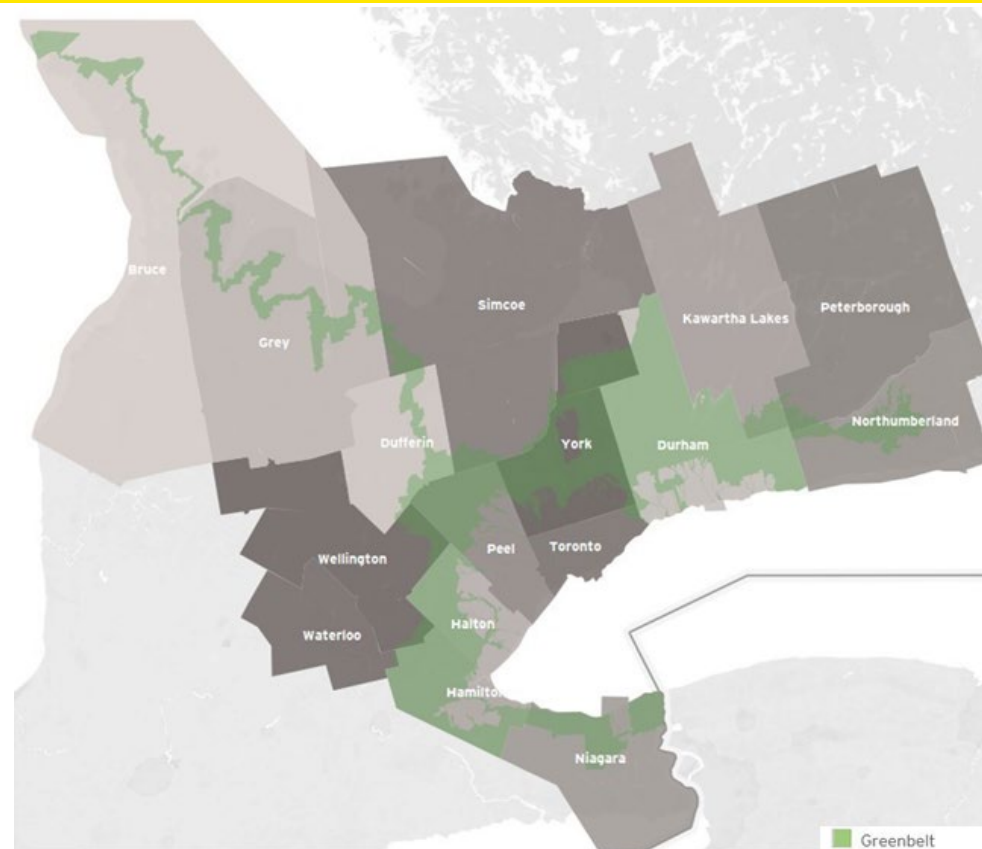 Bruce
Simcoe
Peterborough
Kawartha Lakes
Grey
Northumberland
Dufferin
York
Durham
Peel
Toronto
Wellington
Halton
Waterloo
Hamilton
Niagara
Greenbelt